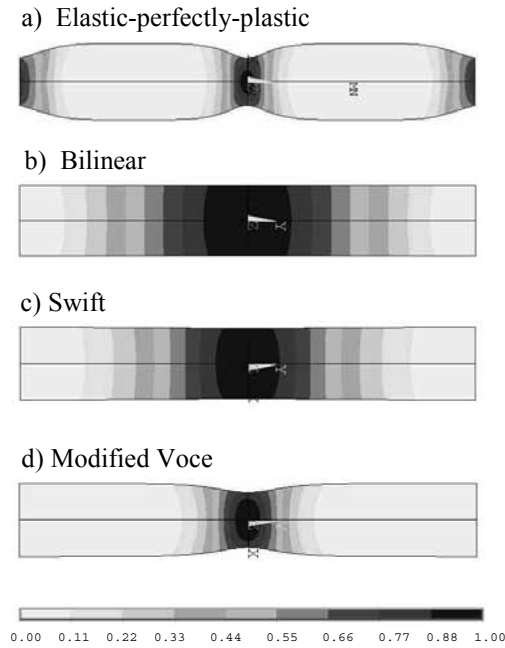 a) Elastic-perfectly-plastic
MN
b) Bilinear
Z Y
c) Swift
Y
X
d) Modified Voce
X
0.00 0.11 0.22 0.33 0.44 0.55 0.66 0.77 0.88 1.00